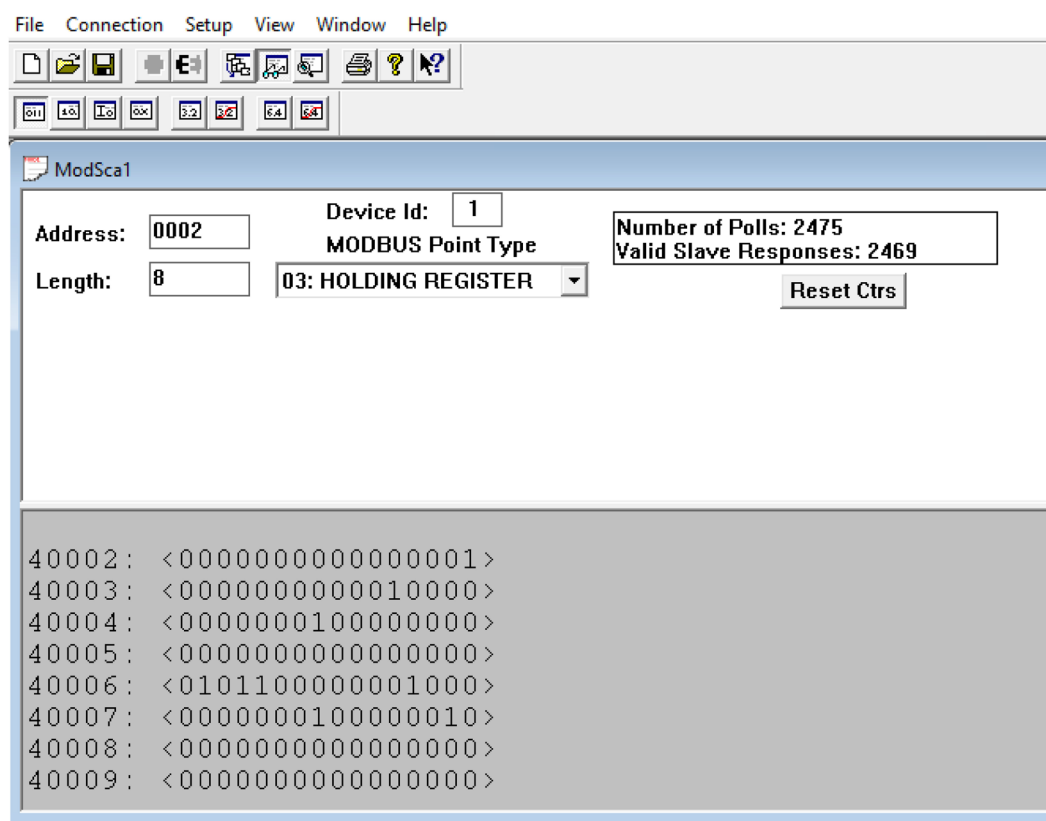 File Connection Setup View Window Help
ModSca1
Address: 0002
Device Id: 1
MODBUS Point Type
Length: 8
03: HOLDING REGISTER
Number of Polls: 2475
Valid Slave Responses: 2469
Reset Ctrs
40002: <0000000000000001>
40003: <0000000000010000>
40004: <0000000100000000>
40005: <0000000000000000>
40006: <0101100000001000>
40007: <0000000100000010>
40008: <0000000000000000>
40009: <0000000000000000>